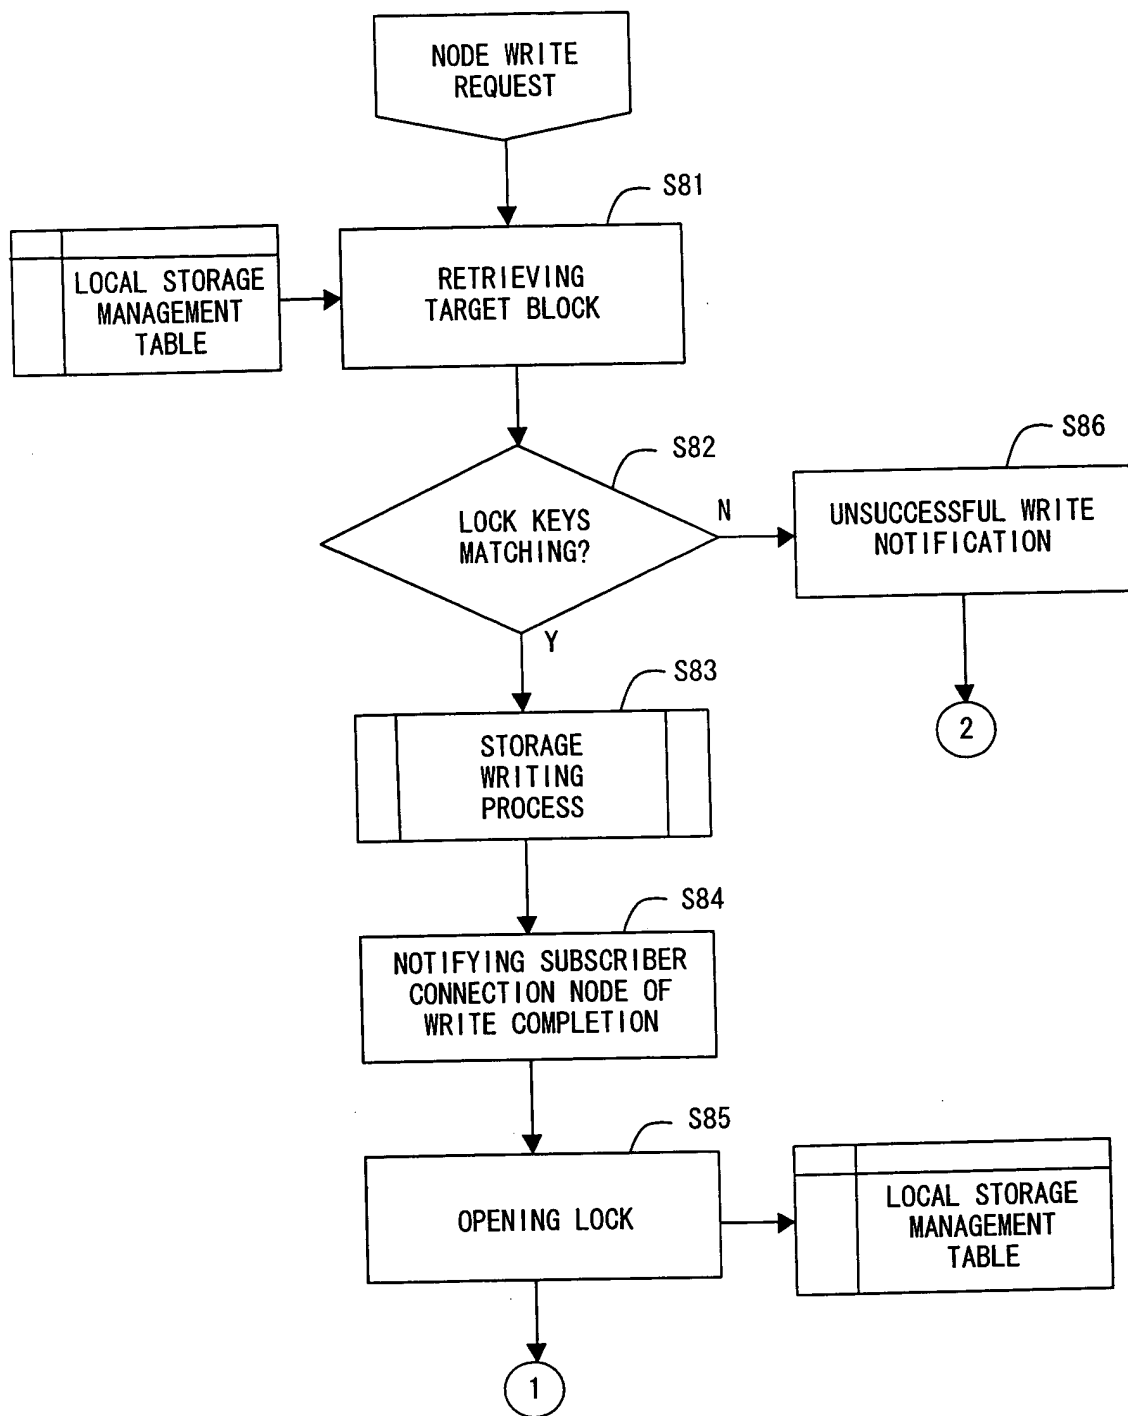 NODE WRITE
REQUEST
S81
LOCAL STORAGE
MANAGEMENT
TABLE
RETRIEVING
TARGET BLOCK
S82
S86
LOCK KEYS
MATCHING?
N
UNSUCCESSFUL WRITE
NOTIFICATION
Y
S83
2
STORAGE
WRITING
PROCESS
S84
NOTIFYING SUBSCRIBER
CONNECTION NODE OF
WRITE COMPLETION
S85
OPENING LOCK
LOCAL STORAGE
MANAGEMENT
TABLE
1